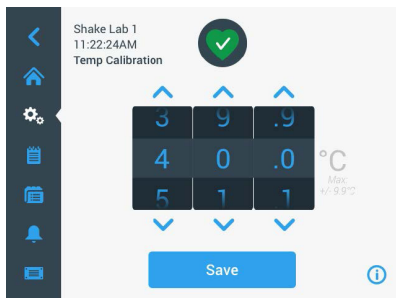 Shake Lab 1
11:22:24AM
Temp Calibration
3 9 .9
4 0 .0 °C
Max.
+/- 9.9°C
5 1 .1
Save